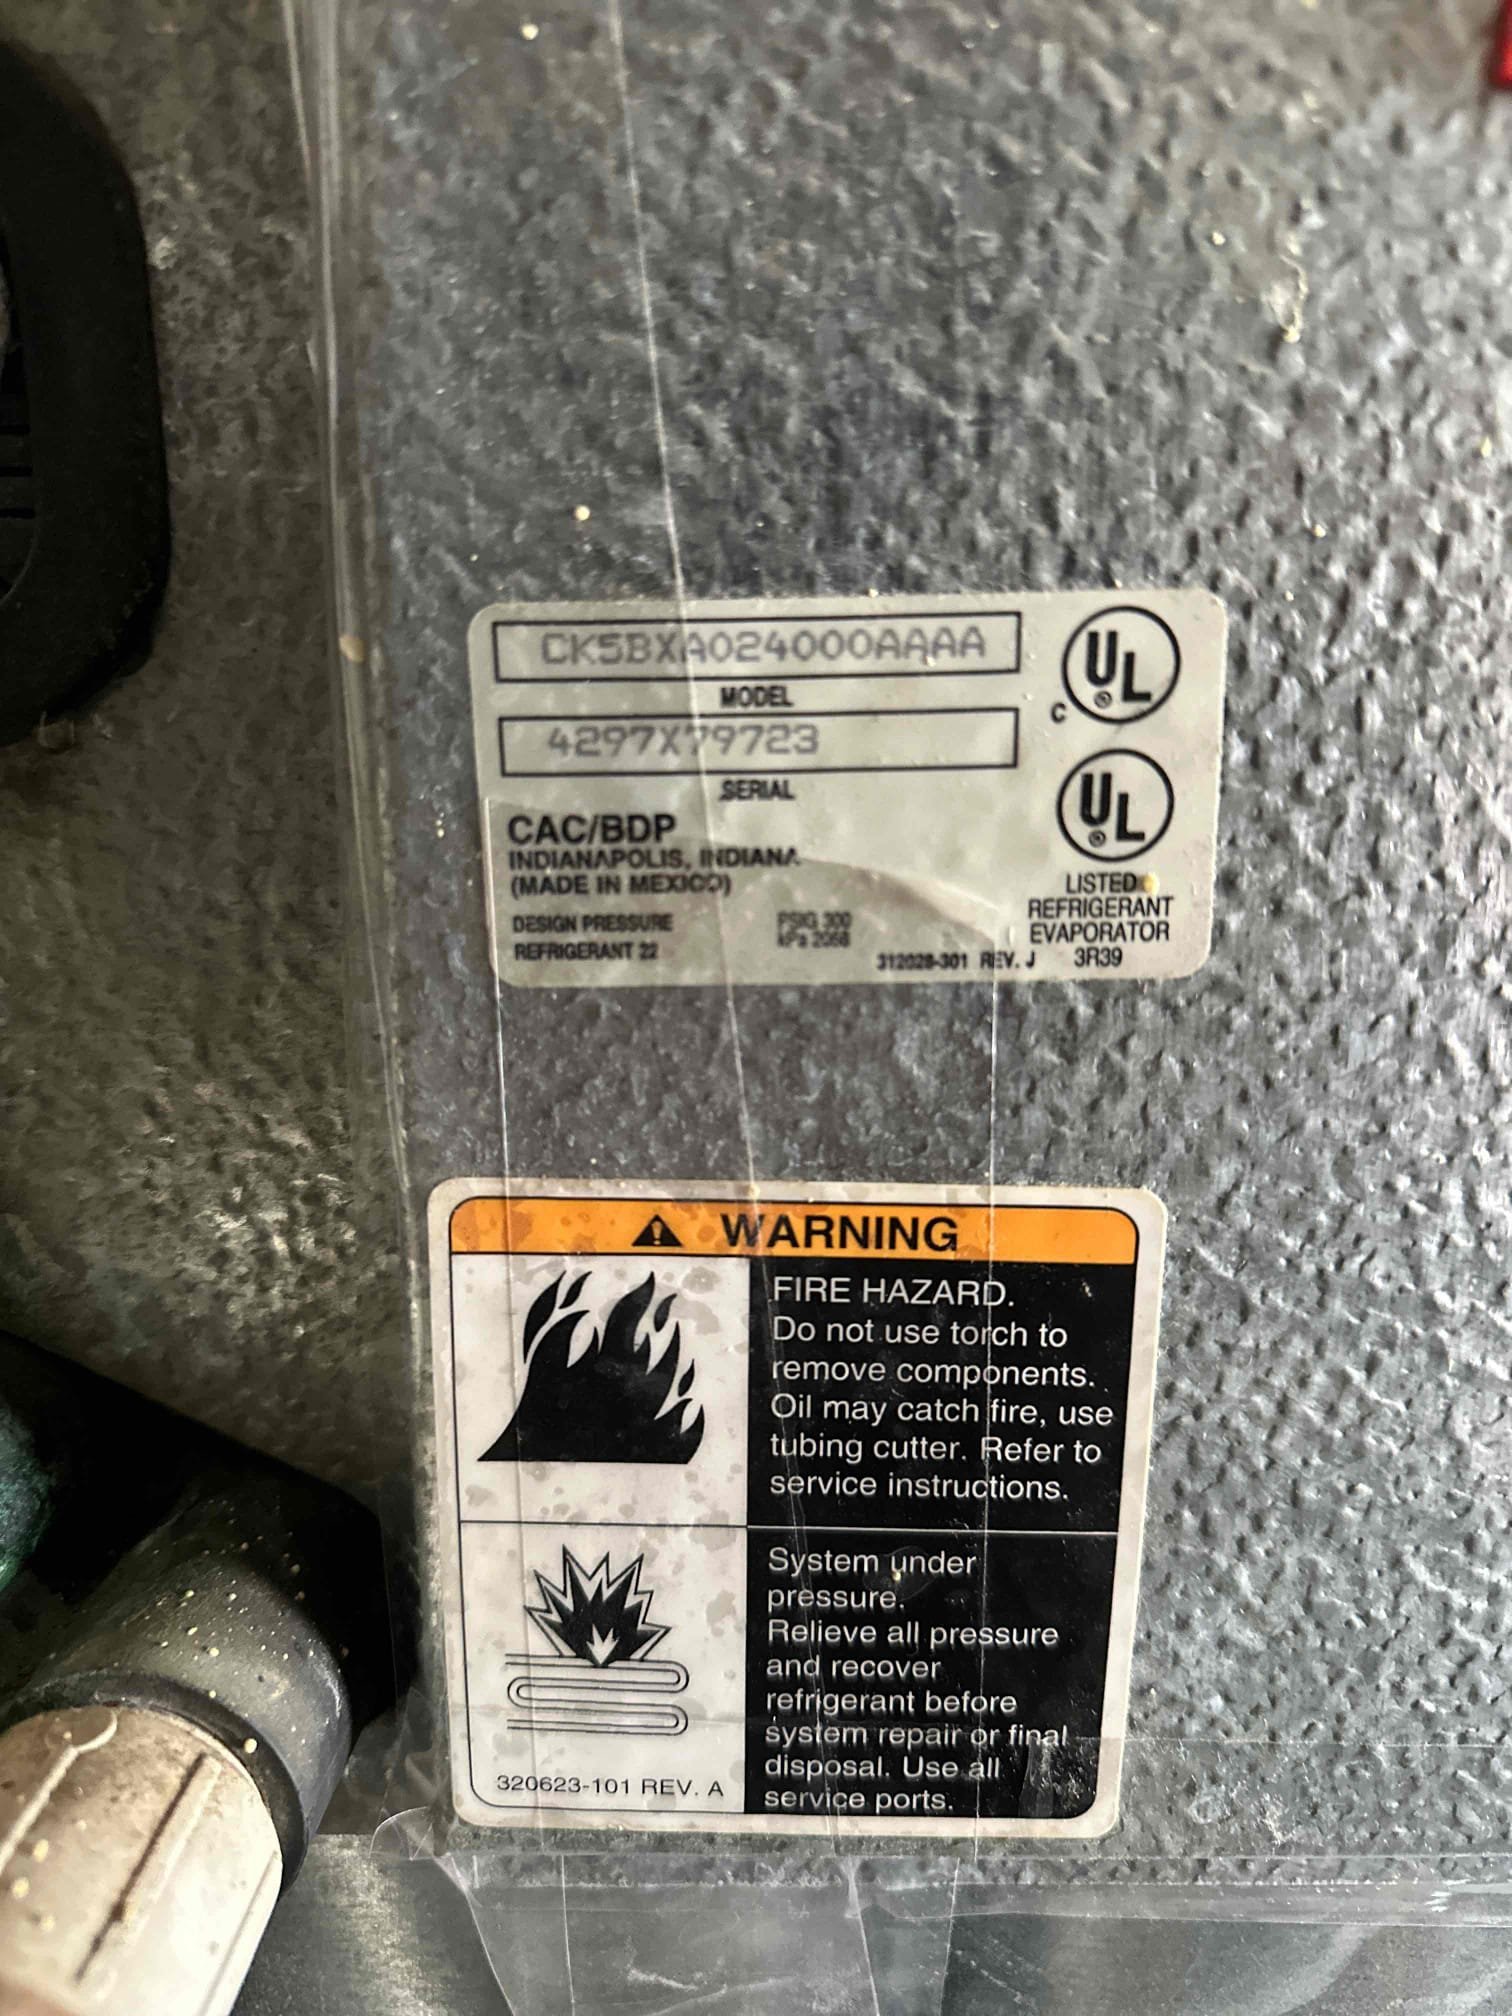 CK5BXA024000AAAA
MODEL
4297X79723
SERIAL
CAC/BDP
INDIANAPOLIS, INDIANA
(MADE IN MEXICO)
DESIGN PRESSURE PSIG 300
kPa 2068
REFRIGERANT 22
312028-301 REV. J
C UL ®
UL ®
LISTED
REFRIGERANT
EVAPORATOR
3R39
WARNING
FIRE HAZARD.
Do not use torch to
remove components.
Oil may catch fire, use
tubing cutter. Refer to
service instructions.
System under
pressure.
Relieve all pressure
and recover
refrigerant before
system repair or final
disposal. Use all
service ports.
320623-101 REV. A